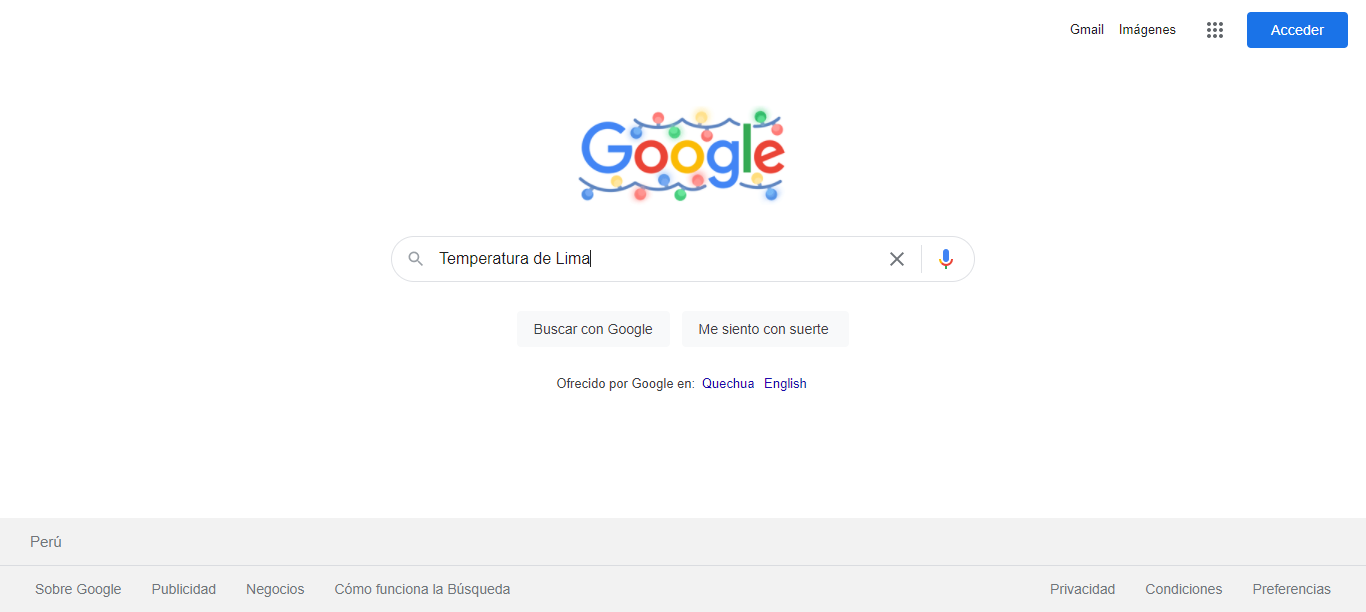 Gmail Imágenes Acceder
Google
Temperatura de Lima
Buscar con Google Me siento con suerte
Ofrecido por Google en: Quechua English
Perú
Sobre Google Publicidad Negocios Cómo funciona la Búsqueda Privacidad Condiciones Preferencias